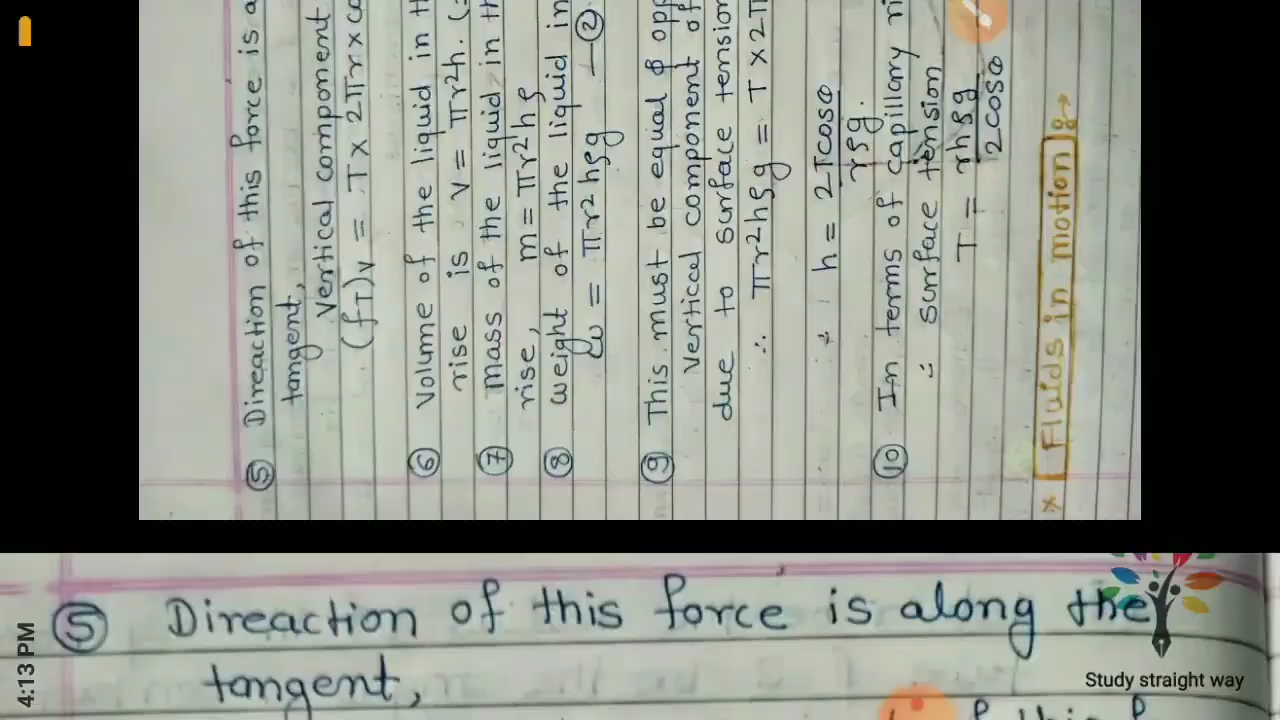 ⑤ Direaction of this force is a
tangent,
Vertical component
(fT)v = T x 2πr x co
⑥ Volume of the liquid in th
rise is v = πr²h.
⑦ mass of the liquid in th
rise, m = πr²hρ
⑧ weight of the liquid in
w = πr²hρg —②
⑨ This must be equal & opp
vertical component of
due to surface tension
∴ πr²hρg = T x 2π
∴ h = 2Tcosθ
rρg.
⑩ In terms of capillary ri
∴ surface tension
T = rhρg
2cosθ
* Fluids in motion :→
⑤ Direaction of this force is along the
tangent,
Study straight way
4:13 PM